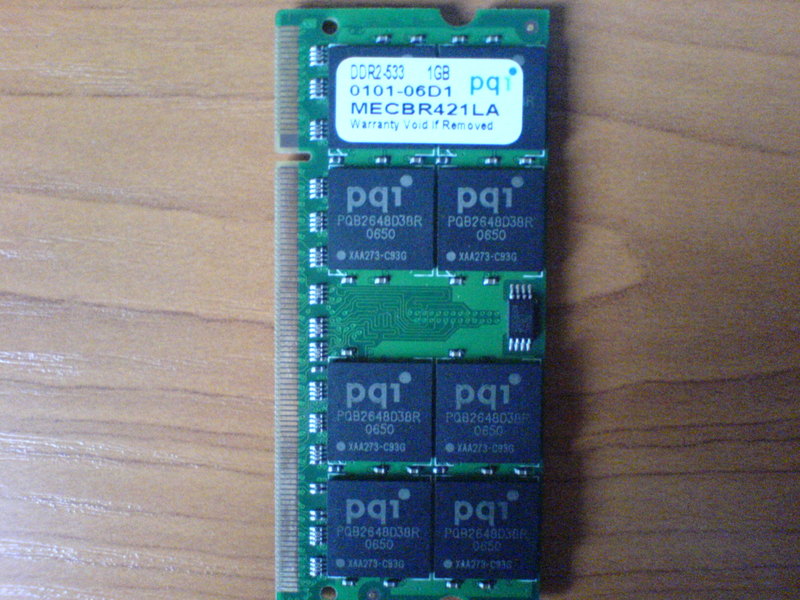 DDR2-533 1GB
pqi
0101-06D1
MECBR421LA
Warranty Void if Removed
pqi
PQB2648D38R
0650
XAA273-C93G
pqi
PQB2648D38R
0650
XAA273-C93G
pqi
PQB2648D38R
0650
XAA273-C93G
pqi
PQB2648D38R
0650
XAA273-C93G
pqi
PQB2648D38R
0650
XAA273-C93G
pqi
PQB2648D38R
0650
XAA273-C93G